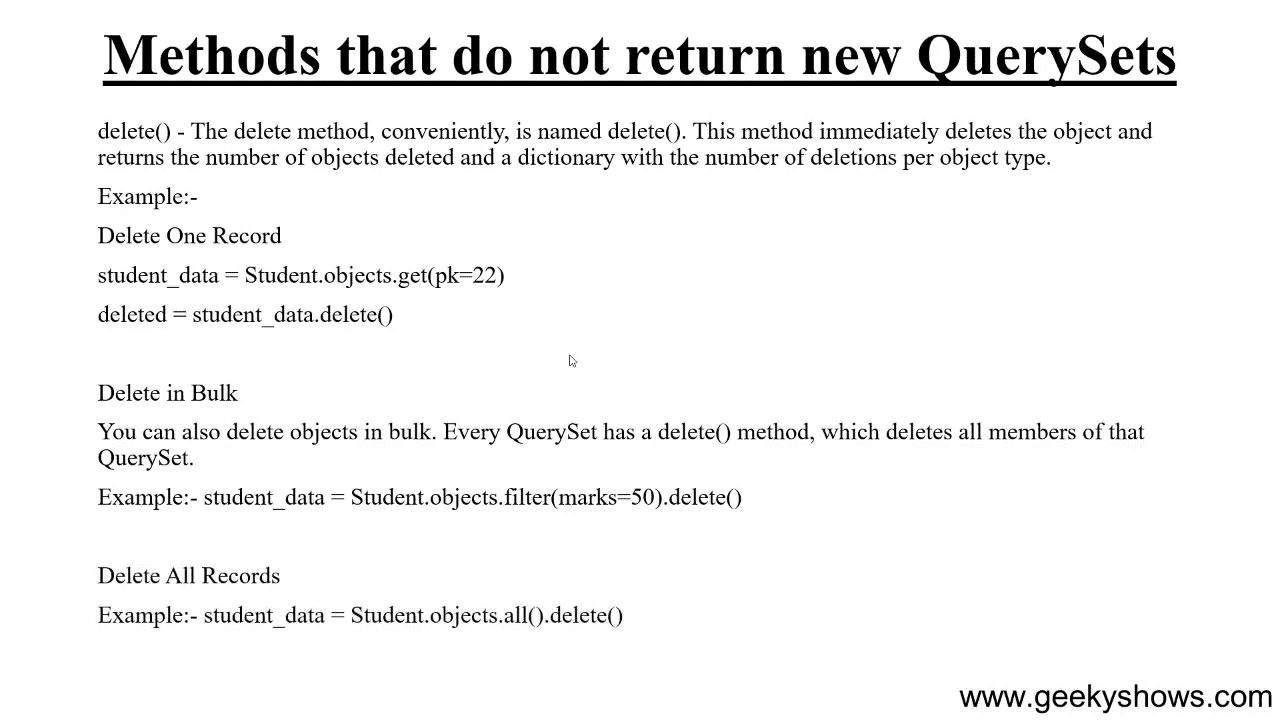 Methods that do not return new QuerySets
delete() - The delete method, conveniently, is named delete(). This method immediately deletes the object and
returns the number of objects deleted and a dictionary with the number of deletions per object type.
Example:-
Delete One Record
student_data = Student.objects.get(pk=22)
deleted = student_data.delete()
Delete in Bulk
You can also delete objects in bulk. Every QuerySet has a delete() method, which deletes all members of that
QuerySet.
Example:- student_data = Student.objects.filter(marks=50).delete()
Delete All Records
Example:- student_data = Student.objects.all().delete()
www.geekyshows.com